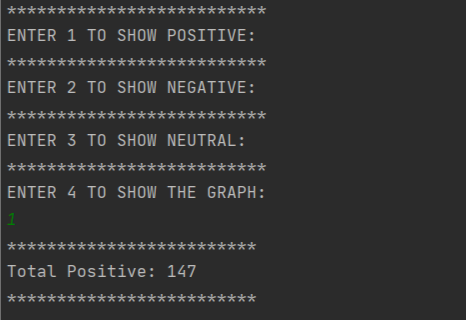 **************************
ENTER 1 TO SHOW POSITIVE:
**************************
ENTER 2 TO SHOW NEGATIVE:
**************************
ENTER 3 TO SHOW NEUTRAL:
**************************
ENTER 4 TO SHOW THE GRAPH:
1
*************************
Total Positive: 147
*************************